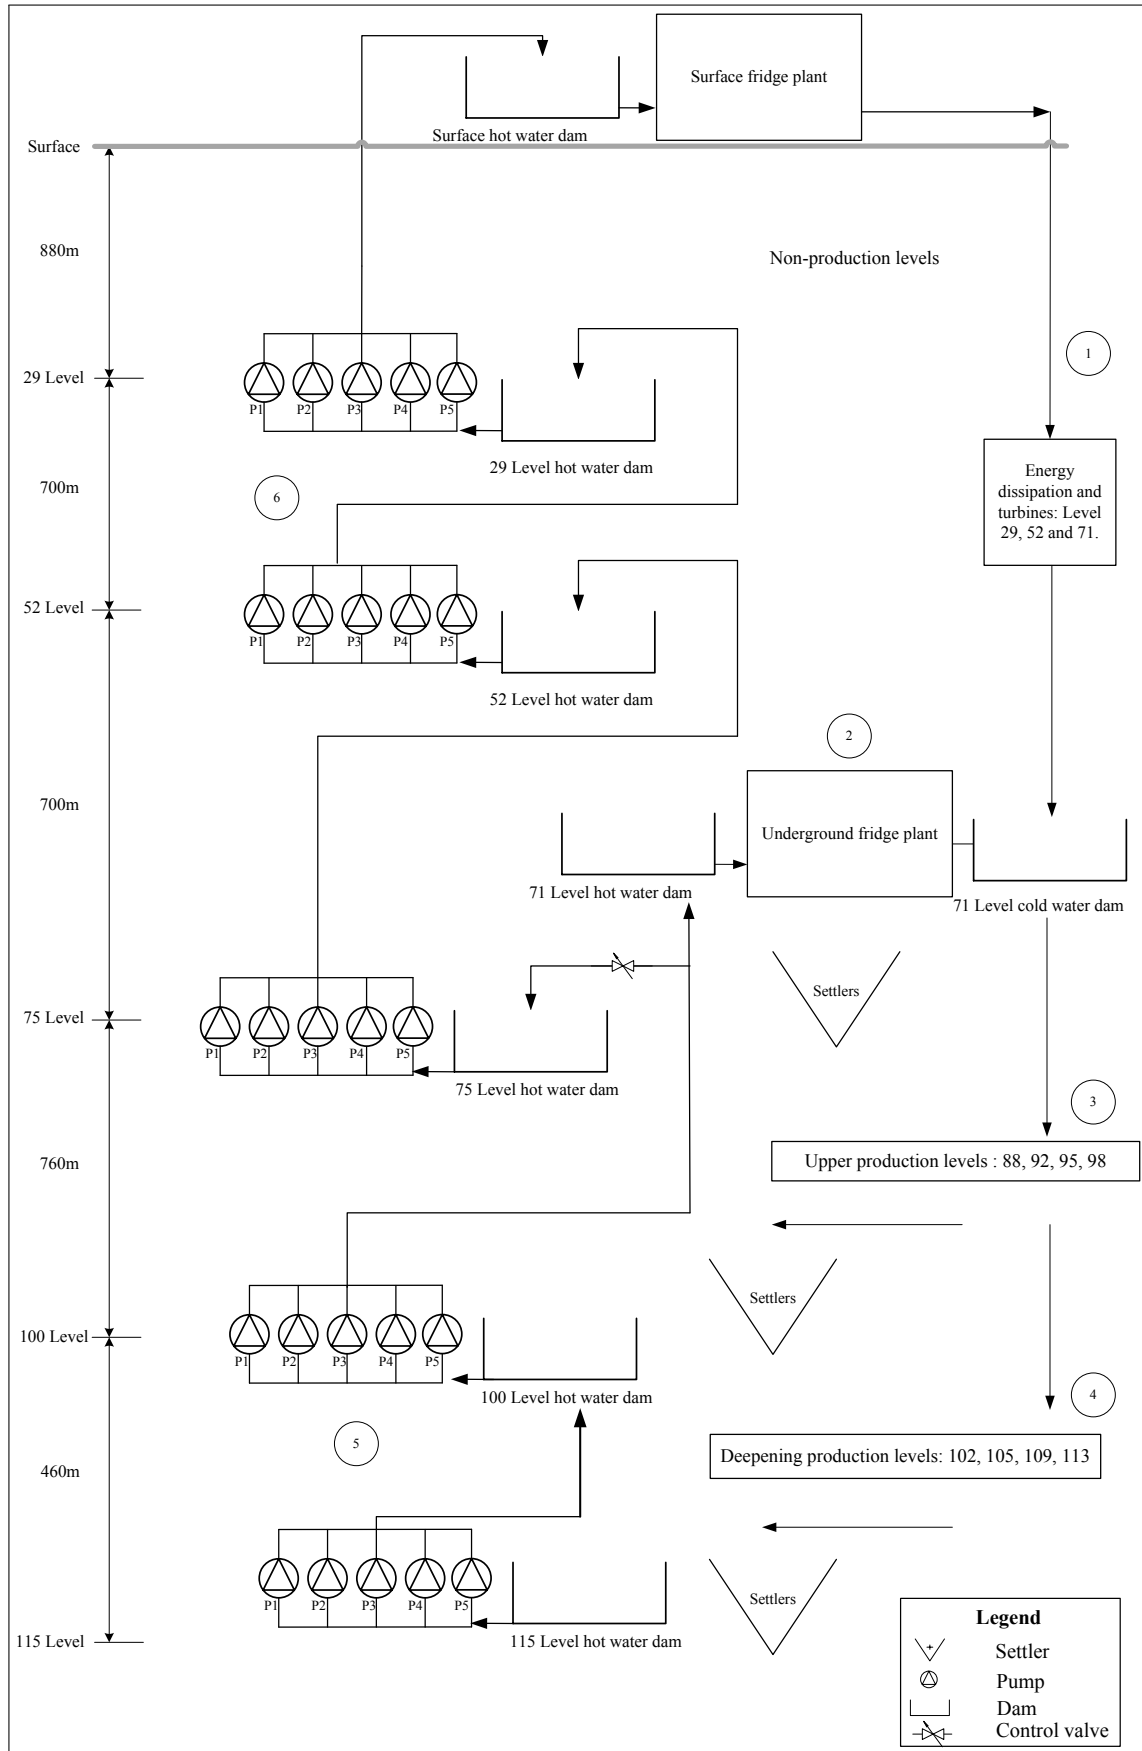 Surface fridge plant
Surface hot water dam
Surface
880m
Non-production levels
1
29 Level
P1
P2
P3
P4
P5
29 Level hot water dam
Energy
dissipation and
turbines: Level
29, 52 and 71.
700m
6
52 Level
P1
P2
P3
P4
P5
52 Level hot water dam
2
700m
Underground fridge plant
71 Level hot water dam
71 Level cold water dam
Settlers
75 Level
P1
P2
P3
P4
P5
75 Level hot water dam
3
760m
Upper production levels : 88, 92, 95, 98
Settlers
100 Level
P1
P2
P3
P4
P5
100 Level hot water dam
4
5
460m
Deepening production levels: 102, 105, 109, 113
P1
P2
P3
P4
P5
Settlers
115 Level
115 Level hot water dam
Legend
Settler
Pump
Dam
Control valve